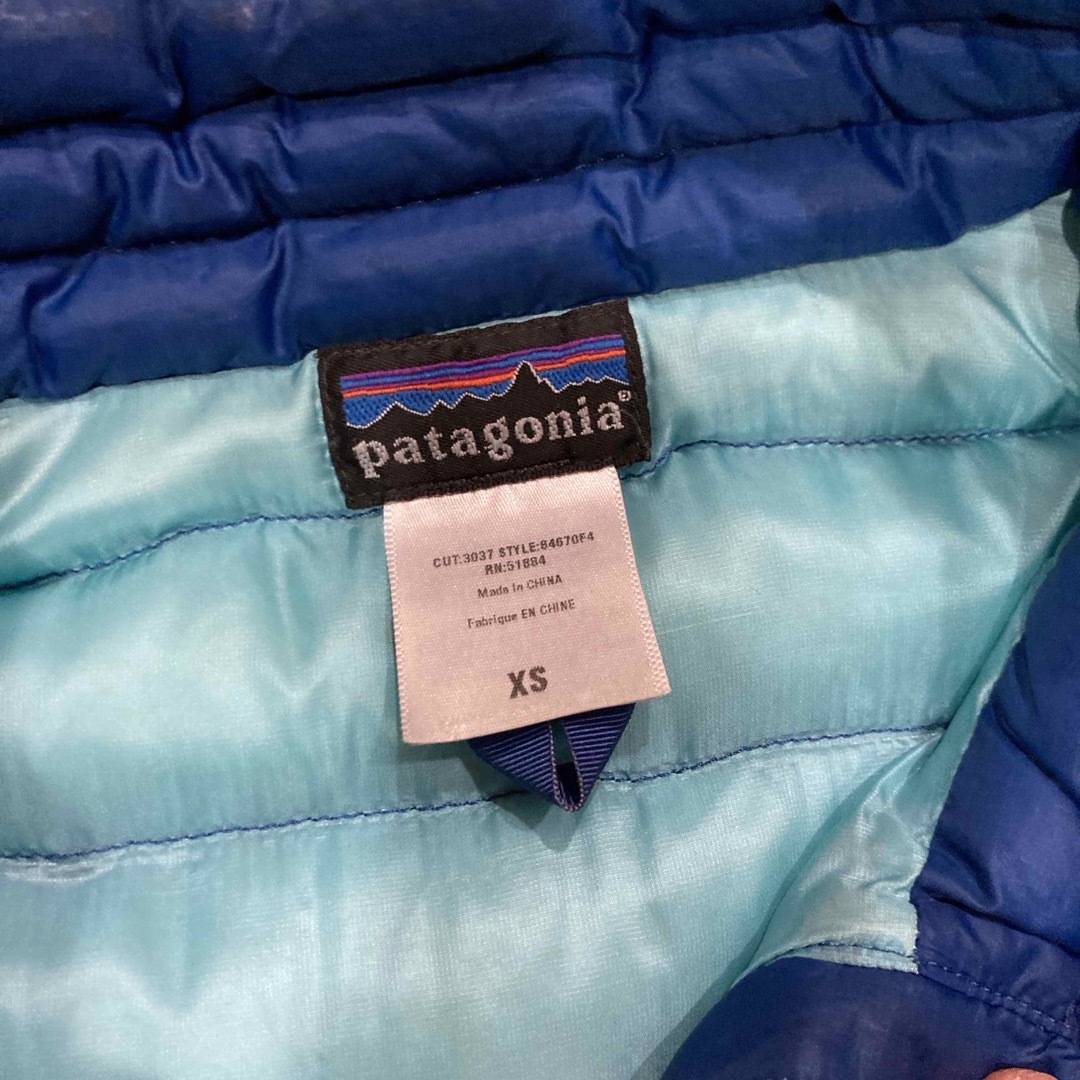 patagonia®
CUT:3037 STYLE:84670F4
RN:51884
Made In CHINA
Fabrique EN CHINE
XS